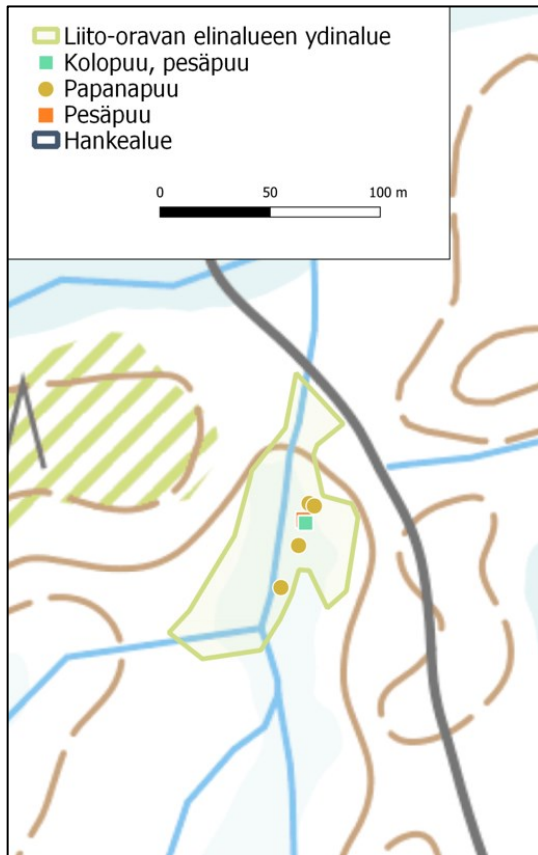 Liito-oravan elinalueen ydinalue
Kolopuu, pesäpuu
Papanapuu
Pesäpuu
Hankealue
0 50 100 m